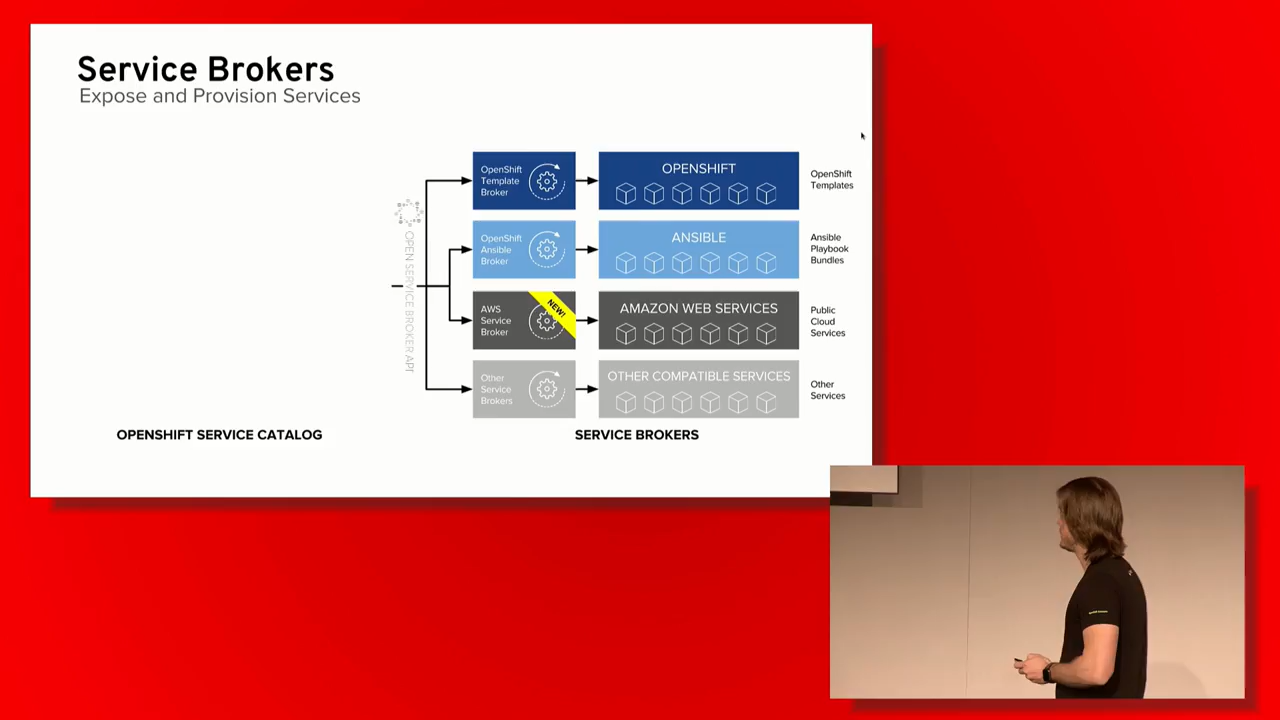 Service Brokers
Expose and Provision Services
OPEN SERVICE BROKER API
OpenShift
Template
Broker
OPENSHIFT
OpenShift
Templates
OpenShift
Ansible
Broker
ANSIBLE
Ansible
Playbook
Bundles
AWS
Service
Broker
NEW!
AMAZON WEB SERVICES
Public
Cloud
Services
Other
Service
Brokers
OTHER COMPATIBLE SERVICES
Other
Services
OPENSHIFT SERVICE CATALOG
SERVICE BROKERS